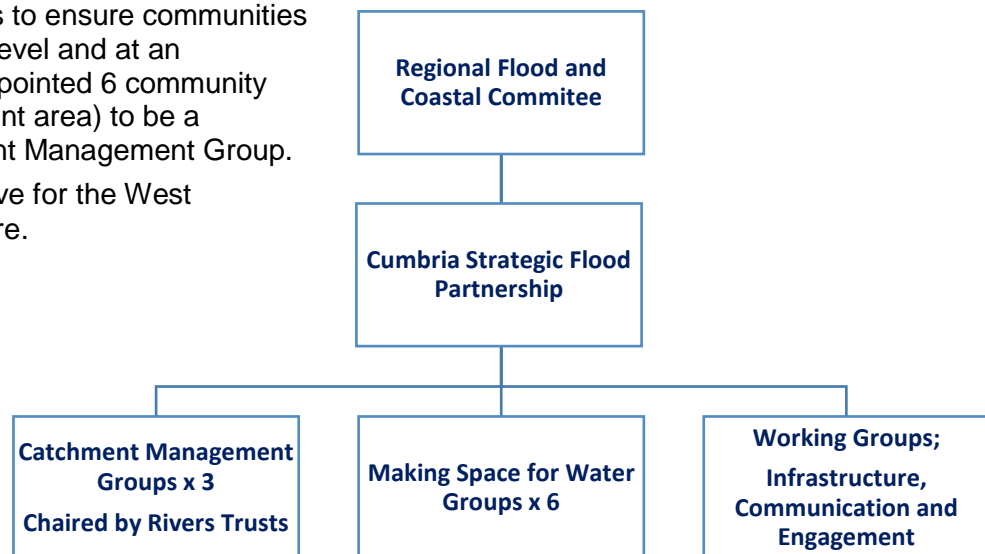 s to ensure communities
evel and at an
pointed 6 community
nt area) to be a
nt Management Group.
ve for the West
re.
Regional Flood and
Coastal Commitee
Cumbria Strategic Flood
Partnership
Catchment Management
Groups x 3
Chaired by Rivers Trusts
Making Space for Water
Groups x 6
Working Groups;
Infrastructure,
Communication and
Engagement